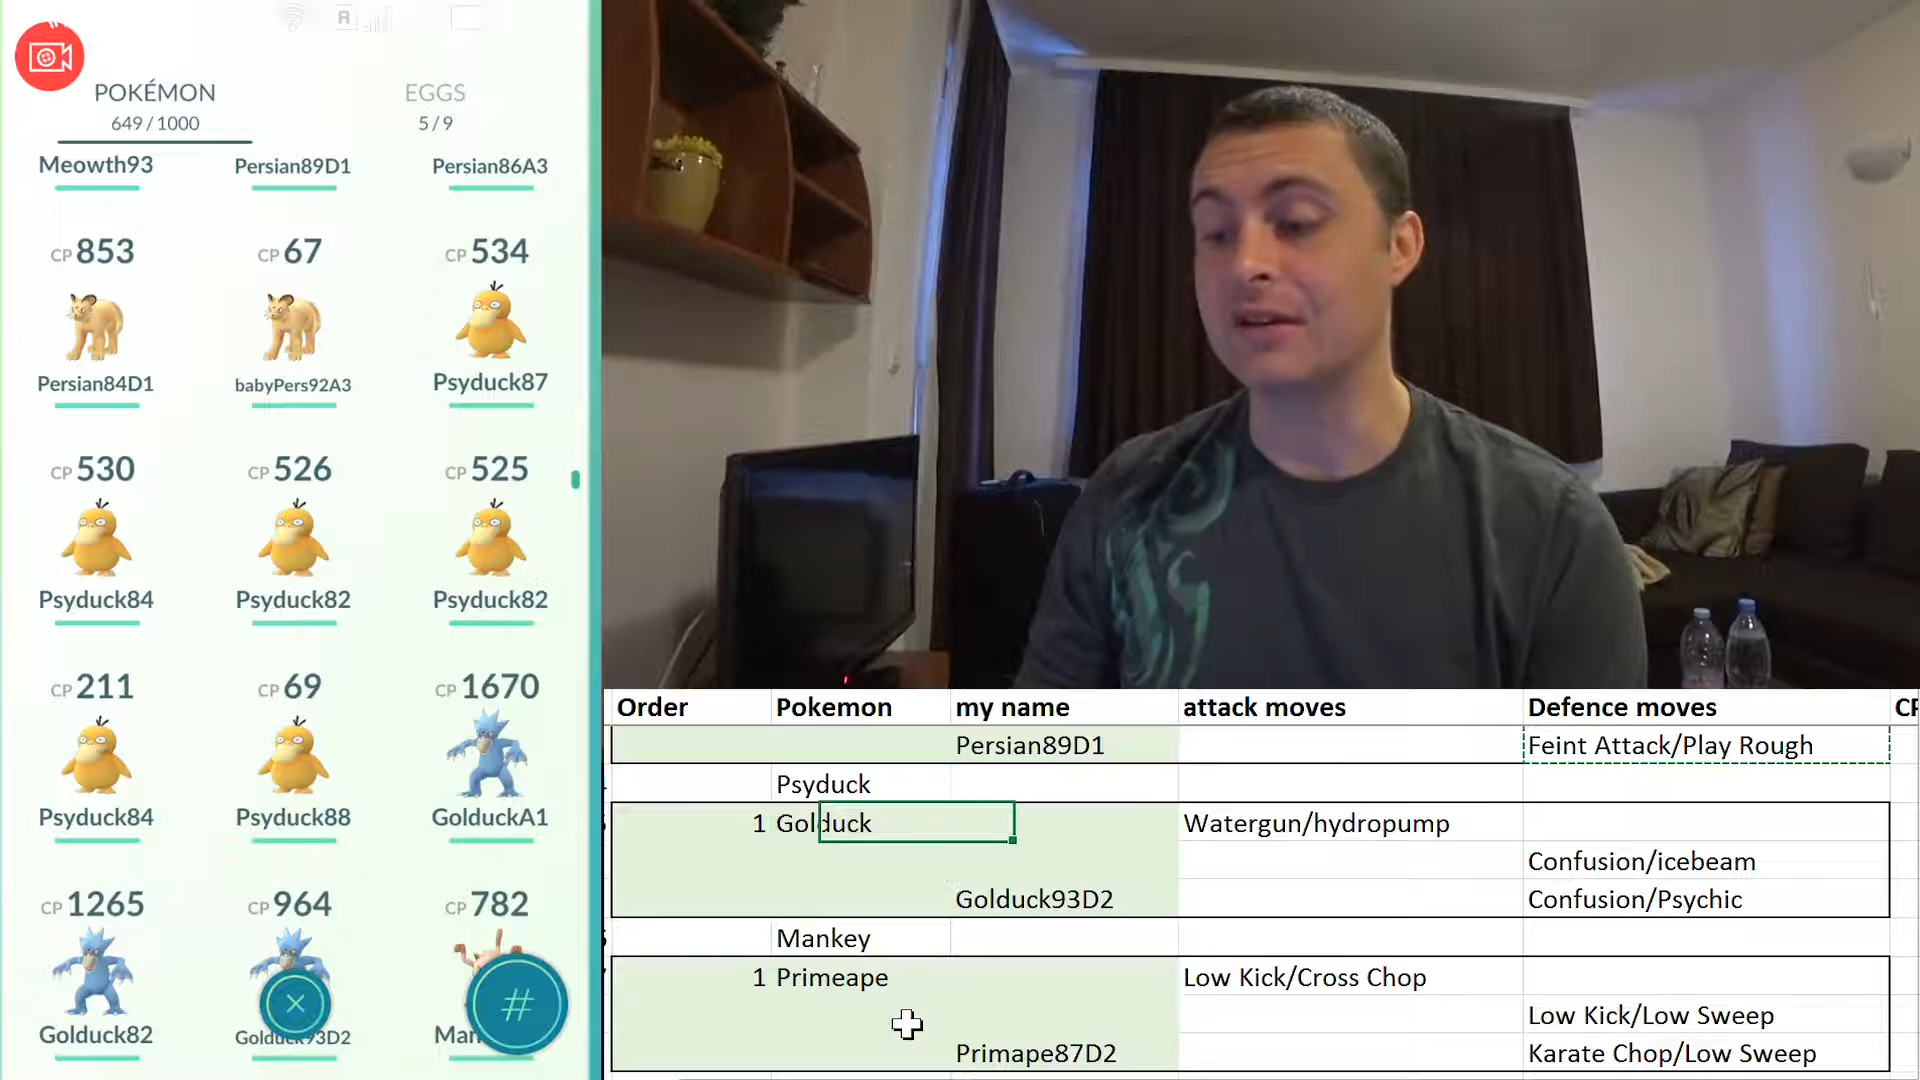 POKÉMON
EGGS
649 / 1000
5 / 9
Meowth93
Persian89D1
Persian86A3
CP 853
CP 67
CP 534
Persian84D1
babyPers92A3
Psyduck87
CP 530
CP 526
CP 525
Psyduck84
Psyduck82
Psyduck82
CP 211
CP 69
CP 1670
Psyduck84
Psyduck88
GolduckA1
CP 1265
CP 964
CP 782
Golduck82
Golduck93D2
Man
#
Order Pokemon my name attack moves Defence moves CP
Persian89D1 Feint Attack/Play Rough
Psyduck
1 Golduck Watergun/hydropump
Confusion/icebeam
Golduck93D2 Confusion/Psychic
Mankey
1 Primeape Low Kick/Cross Chop
Low Kick/Low Sweep
Primape87D2 Karate Chop/Low Sweep